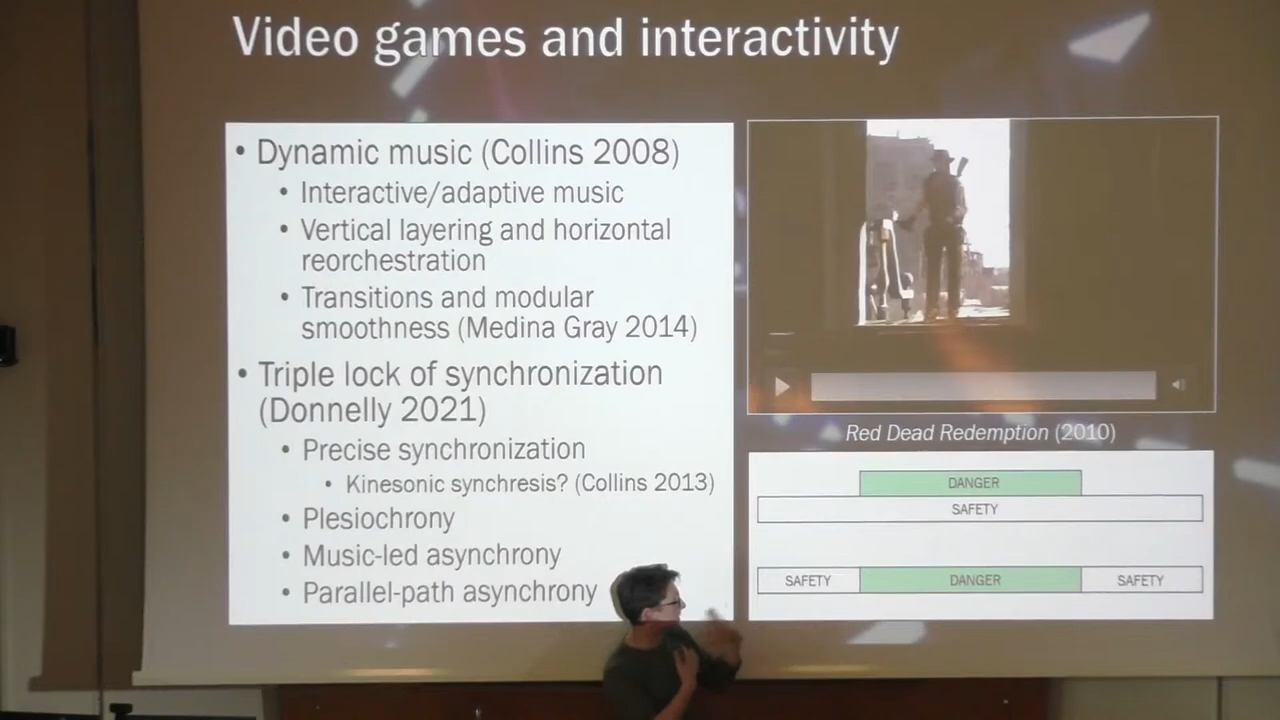 Video games and interactivity
• Dynamic music (Collins 2008)
• Interactive/adaptive music
• Vertical layering and horizontal
reorchestration
• Transitions and modular
smoothness (Medina Gray 2014)
• Triple lock of synchronization
(Donnelly 2021)
• Precise synchronization
• Kinesonic synchresis? (Collins 2013)
• Plesiochrony
• Music-led asynchrony
• Parallel-path asynchrony
Red Dead Redemption (2010)
DANGER
SAFETY
SAFETY DANGER SAFETY